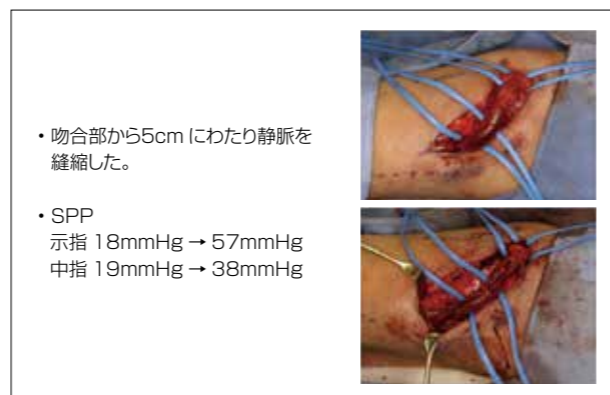 ・吻合部から5cm にわたり静脈を
縫縮した。
・SPP
示指 18mmHg → 57mmHg
中指 19mmHg → 38mmHg